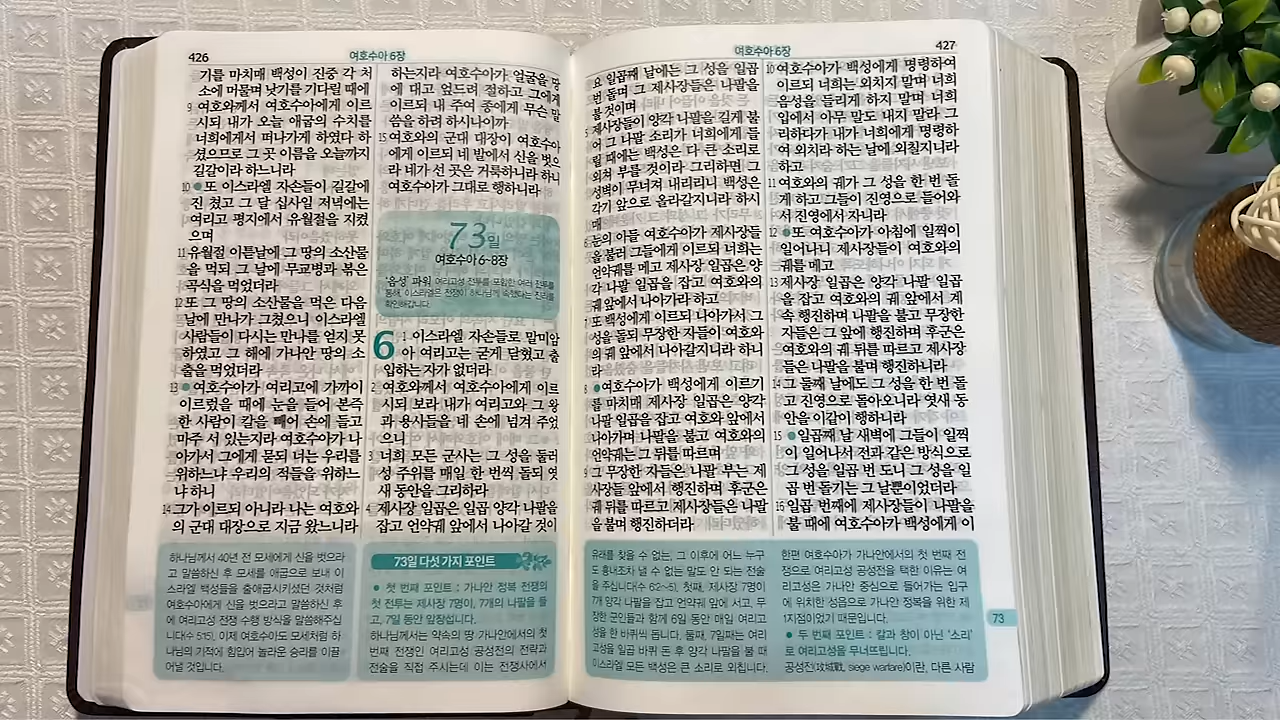 426
여호수아 6장
기를 마치매 백성이 진중 각 처
소에 머물며 낫기를 기다릴 때에
9 여호와께서 여호수아에게 이르
시되 내가 오늘 애굽의 수치를
너희에게서 떠나가게 하였다 하
셨으므로 그 곳 이름을 오늘까지
길갈이라 하느니라
10 ●또 이스라엘 자손들이 길갈에
진 쳤고 그 달 십사일 저녁에는
여리고 평지에서 유월절을 지켰
으며
11 유월절 이튿날에 그 땅의 소산물
을 먹되 그 날에 무교병과 볶은
곡식을 먹었더라
12 또 그 땅의 소산물을 먹은 다음
날에 만나가 그쳤으니 이스라엘
사람들이 다시는 만나를 얻지 못
하였고 그 해에 가나안 땅의 소
출을 먹었더라
13 ●여호수아가 여리고에 가까이
이르렀을 때에 눈을 들어 본즉
한 사람이 칼을 빼어 손에 들고
마주 서 있는지라 여호수아가 나
아가서 그에게 묻되 너는 우리를
위하느냐 우리의 적들을 위하느
냐 하니
14 그가 이르되 아니라 나는 여호와
의 군대 대장으로 지금 왔느니라
하는지라 여호수아가 얼굴을 땅
에 대고 엎드려 절하고 그에게
이르되 내 주여 종에게 무슨 말
씀을 하려 하시나이까
15 여호와의 군대 대장이 여호수아
에게 이르되 네 발에서 신을 벗으
라 네가 선 곳은 거룩하니라 하니
여호수아가 그대로 행하니라
73일
여호수아 6~8장
'음성' 파워 여리고성 전투를 포함한 여러 전투를
통해, 이스라엘은 전쟁이 하나님께 속했다는 진리를
확인해갑니다.
6 1 이스라엘 자손들로 말미암
아 여리고는 굳게 닫혔고 출
입하는 자가 없더라
2 여호와께서 여호수아에게 이르
시되 보라 내가 여리고와 그 왕
과 용사들을 네 손에 넘겨 주었
으니
3 너희 모든 군사는 그 성을 둘러
성 주위를 매일 한 번씩 돌되 엿
새 동안을 그리하라
4 제사장 일곱은 일곱 양각 나팔을
잡고 언약궤 앞에서 나아갈 것이
하나님께서 40년 전 모세에게 신을 벗으라
고 말씀하신 후 모세를 애굽으로 보내 이
스라엘 백성들을 출애굽시키셨던 것처럼
여호수아에게 신을 벗으라고 말씀하신 후
에 여리고성 전쟁 수행 방식을 말씀해주십
니다(수 5:15). 이제 여호수아도 모세처럼 하
나님의 기적에 힘입어 놀라운 승리를 이끌
어낼 것입니다.
73일 다섯 가지 포인트
● 첫 번째 포인트 : 가나안 정복 전쟁의
첫 전투는 제사장 7명이, 7개의 나팔을 들
고, 7일 동안 앞장섭니다.
하나님께서는 약속의 땅 가나안에서의 첫
번째 전쟁인 여리고성 공성전의 전략과
전술을 직접 주시는데 이는 전쟁사에서
여호수아 6장
427
요 일곱째 날에는 그 성을 일곱
번 돌며 그 제사장들은 나팔을
불 것이며
5 제사장들이 양각 나팔을 길게 불
어 그 나팔 소리가 너희에게 들
릴 때에는 백성은 다 큰 소리로
외쳐 부를 것이라 그리하면 그
성벽이 무너져 내리리니 백성은
각기 앞으로 올라갈지니라 하시
매
6 눈의 아들 여호수아가 제사장들
을 불러 그들에게 이르되 너희는
언약궤를 메고 제사장 일곱은 양
각 나팔 일곱을 잡고 여호와의
궤 앞에서 나아가라 하고
7 또 백성에게 이르되 나아가서 그
성을 돌되 무장한 자들이 여호와
의 궤 앞에서 나아갈지니라 하니
라
8 ●여호수아가 백성에게 이르기
를 마치매 제사장 일곱은 양각
나팔 일곱을 잡고 여호와 앞에서
나아가며 나팔을 불고 여호와의
언약궤는 그 뒤를 따르며
9 그 무장한 자들은 나팔 부는 제
사장들 앞에서 행진하며 후군은
궤 뒤를 따르고 제사장들은 나팔
을 불며 행진하더라
10 여호수아가 백성에게 명령하여
이르되 너희는 외치지 말며 너희
음성을 들리게 하지 말며 너희
입에서 아무 말도 내지 말라 그
리하다가 내가 너희에게 명령하
여 외치라 하는 날에 외칠지니라
하고
11 여호와의 궤가 그 성을 한 번 돌
게 하고 그들이 진영으로 들어와
서 진영에서 자니라
12 ●또 여호수아가 아침에 일찍이
일어나니 제사장들이 여호와의
궤를 메고
13 제사장 일곱은 양각 나팔 일곱
을 잡고 여호와의 궤 앞에서 계
속 행진하며 나팔을 불고 무장한
자들은 그 앞에 행진하며 후군은
여호와의 궤 뒤를 따르고 제사장
들은 나팔을 불며 행진하니라
14 그 둘째 날에도 그 성을 한 번 돌
고 진영으로 돌아오니라 엿새 동
안을 이같이 행하니라
15 ●일곱째 날 새벽에 그들이 일찍
이 일어나서 전과 같은 방식으로
그 성을 일곱 번 도니 그 성을 일
곱 번 돌기는 그 날뿐이었더라
16 일곱 번째에 제사장들이 나팔을
불 때에 여호수아가 백성에게 이
유래를 찾을 수 없는, 그 이후에 어느 누구
도 흉내조차 낼 수 없는 말도 안 되는 전술
을 주십니다(수 6:2~5). 첫째, 제사장 7명이
7개 양각 나팔을 잡고 언약궤 앞에 서고, 무
장한 군인들과 함께 6일 동안 매일 여리고
성을 한 바퀴씩 돕니다. 둘째, 7일째는 여리
고성을 일곱 바퀴 돈 후 양각 나팔을 불 때
이스라엘 모든 백성은 큰 소리로 외칩니다.
한편 여호수아가 가나안에서의 첫 번째 전
쟁으로 여리고성 공성전을 택한 이유는 여
리고성은 가나안 중심으로 들어가는 입구
에 위치한 성읍으로 가나안 정복을 위한 제
1지점이었기 때문입니다.
● 두 번째 포인트 : 칼과 창이 아닌 '소리'
로 여리고성을 무너뜨립니다.
공성전(攻城戰, siege warfare)이란, 다른 사람
73